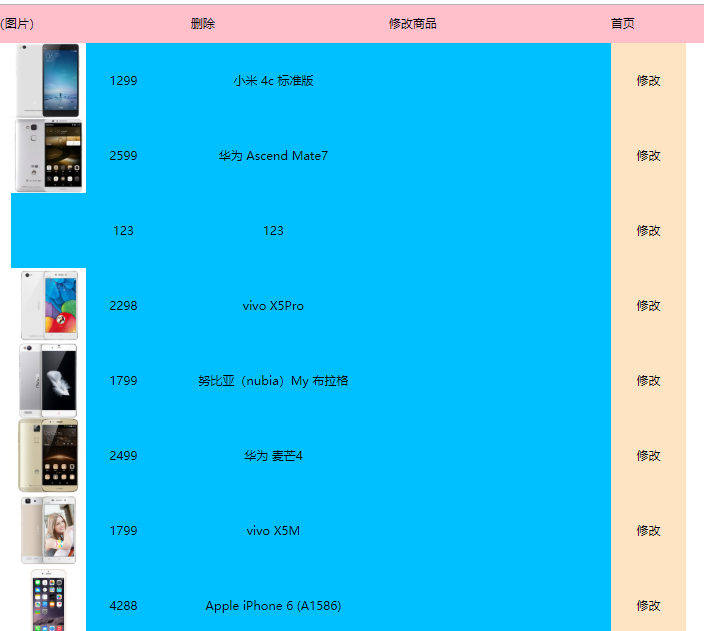 (图片) 删除 修改商品 首页
1299 小米 4c 标准版 修改
2599 华为 Ascend Mate7 修改
123 123 修改
2298 vivo X5Pro 修改
1799 努比亚（nubia）My 布拉格 修改
2499 华为 麦芒4 修改
1799 vivo X5M 修改
4288 Apple iPhone 6 (A1586) 修改